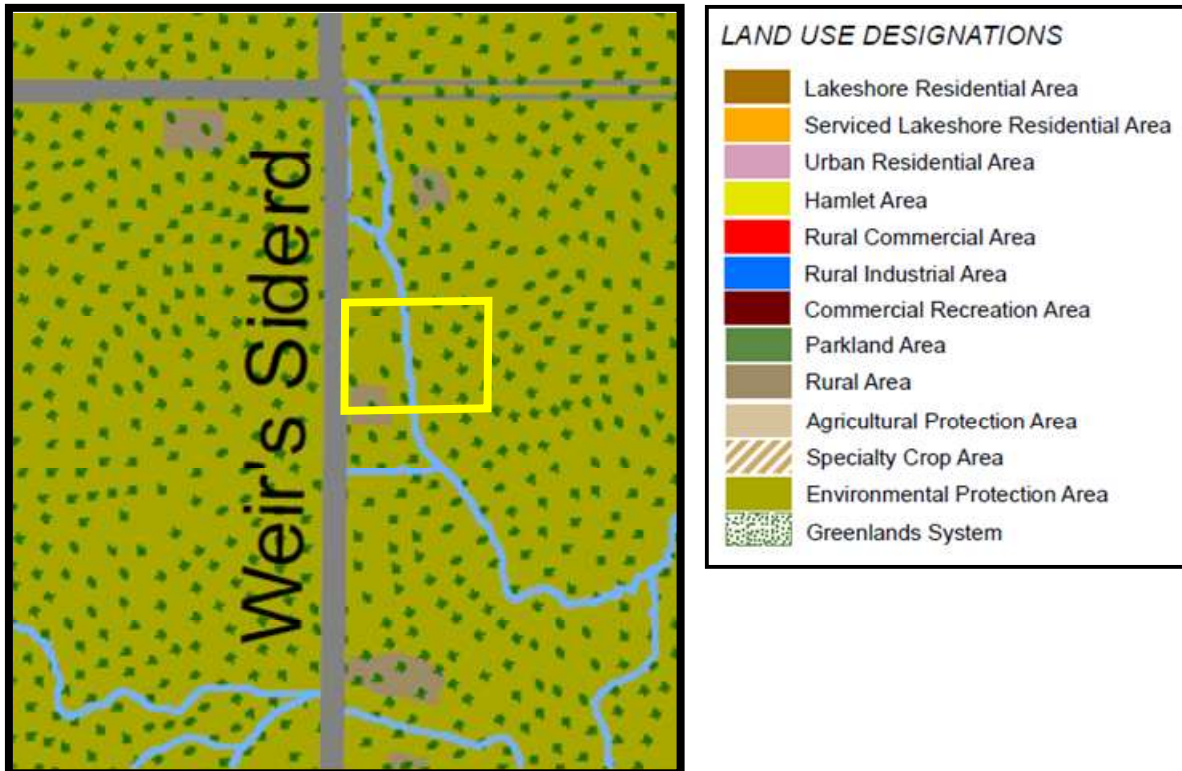 Weir's Siderd
LAND USE DESIGNATIONS
Lakeshore Residential Area
Serviced Lakeshore Residential Area
Urban Residential Area
Hamlet Area
Rural Commercial Area
Rural Industrial Area
Commercial Recreation Area
Parkland Area
Rural Area
Agricultural Protection Area
Specialty Crop Area
Environmental Protection Area
Greenlands System